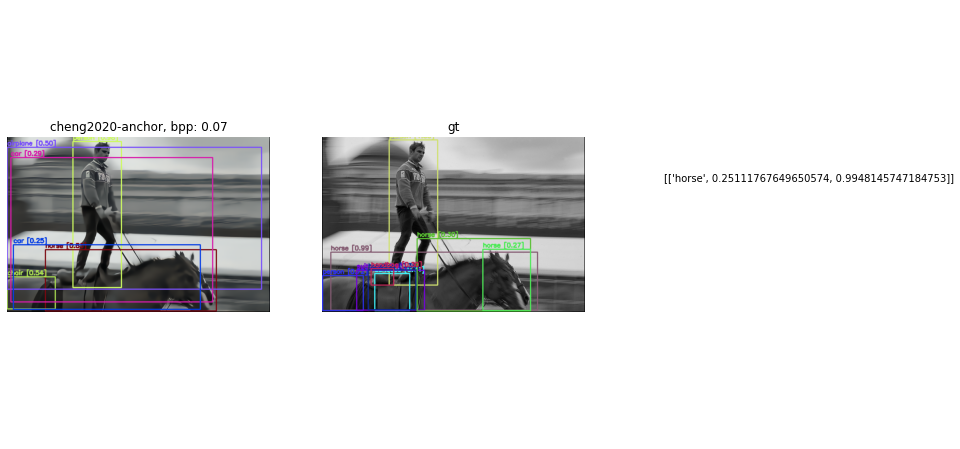 cheng2020-anchor, bpp: 0.07
gt
airplane [0.50]
car [0.29]
car [0.25]
chair [0.54]
horse [0.99]
horse [0.27]
[['horse', 0.25111767649650574, 0.9948145747184753]]